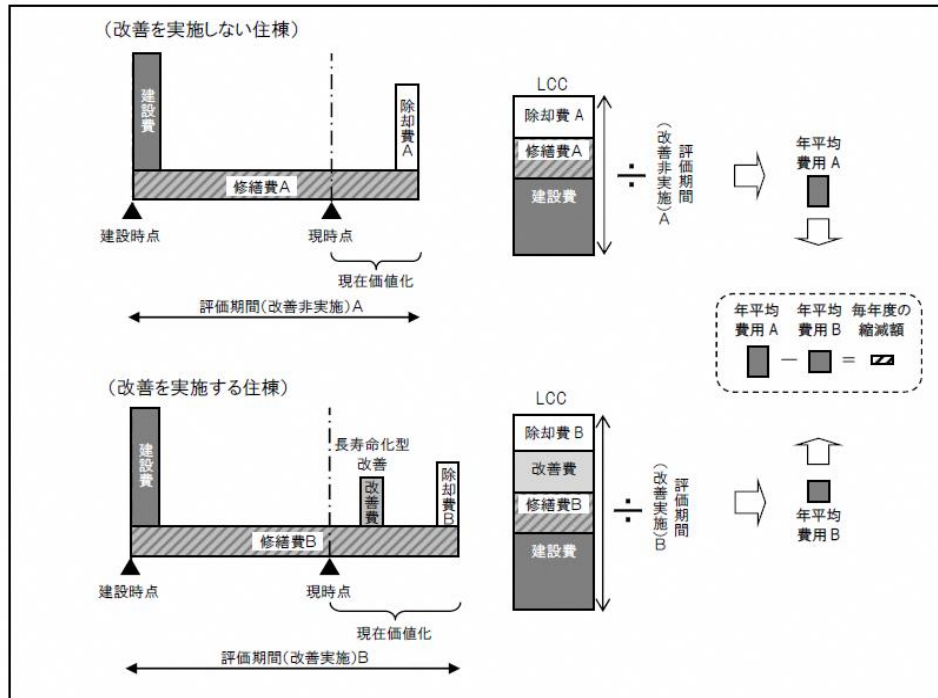 （改善を実施しない住棟）
建設費
除却費A
修繕費A
建設時点
現時点
現在価値化
評価期間(改善非実施)A
LCC
除却費A
修繕費A
建設費
÷
評価期間
(改善非実施)A
年平均
費用A
年平均
費用A
年平均
費用B
毎年度の
縮減額
－
＝
（改善を実施する住棟）
建設費
長寿命化型
改善
改善費
除却費B
修繕費B
建設時点
現時点
現在価値化
評価期間(改善実施)B
LCC
除却費B
改善費
修繕費B
建設費
÷
評価期間
(改善実施)B
年平均
費用B